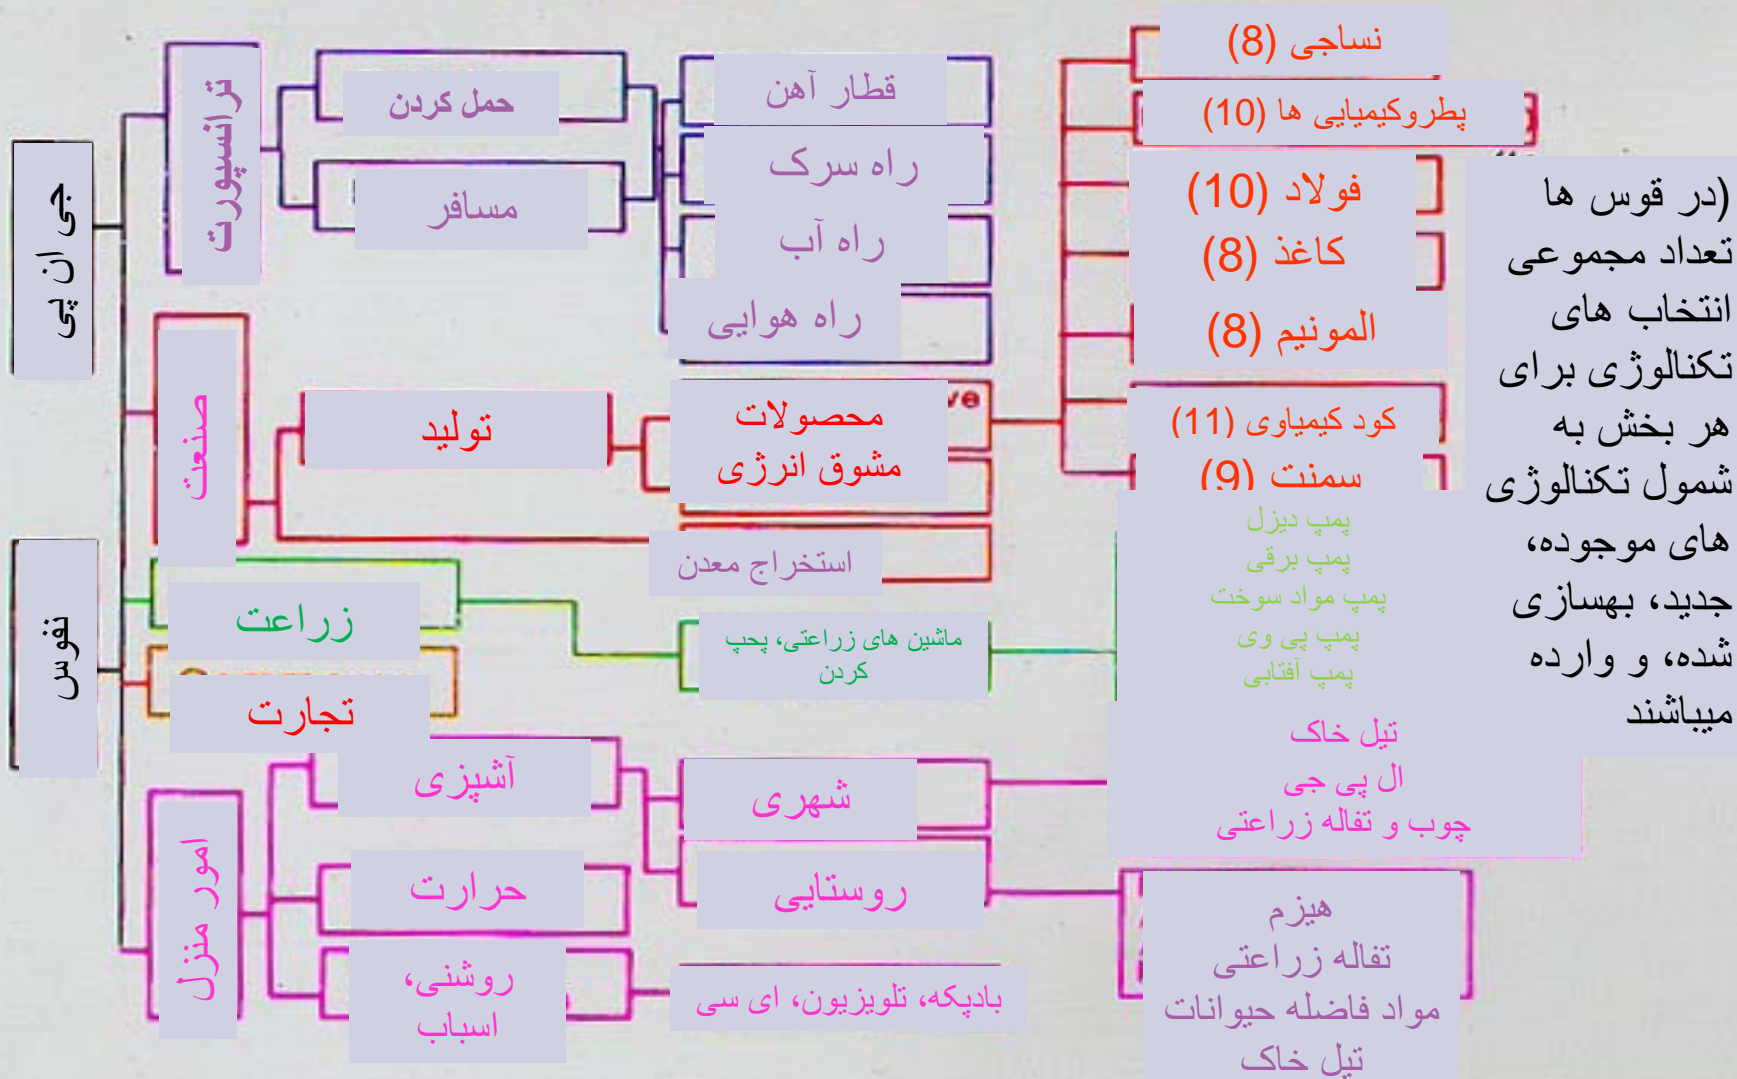 جی ان پی
نفوس
ترانسپورت
صنعت
زراعت
تجارت
امور منزل
حمل کردن
مسافر
تولید
آشپزی
حرارت
روشنی،
اسباب
قطار آهن
راه سرک
راه آب
راه هوایی
محصولات
مشوق انرژی
ve
استخراج معدن
ماشین های زراعتی، پحپ
کردن
شهری
روستایی
بادپکه، تلویزیون، ای سی
نساجی (8)
پطروکیمیایی ها (10)
فولاد (10)
کاغذ (8)
المونیم (8)
کود کیمیاوی (11)
سمنت (9)
پمپ دیزل
پمپ برقی
پمپ مواد سوخت
پمپ پی وی
پمپ آفتابی
تیل خاک
ال پی جی
چوب و تفاله زراعتی
هیزم
تفاله زراعتی
مواد فاضله حیوانات
تیل خاک
(در قوس ها
تعداد مجموعی
انتخاب های
تکنالوژی برای
هر بخش به
شمول تکنالوژی
های موجوده،
جدید، بهسازی
شده، و وارده
میباشند